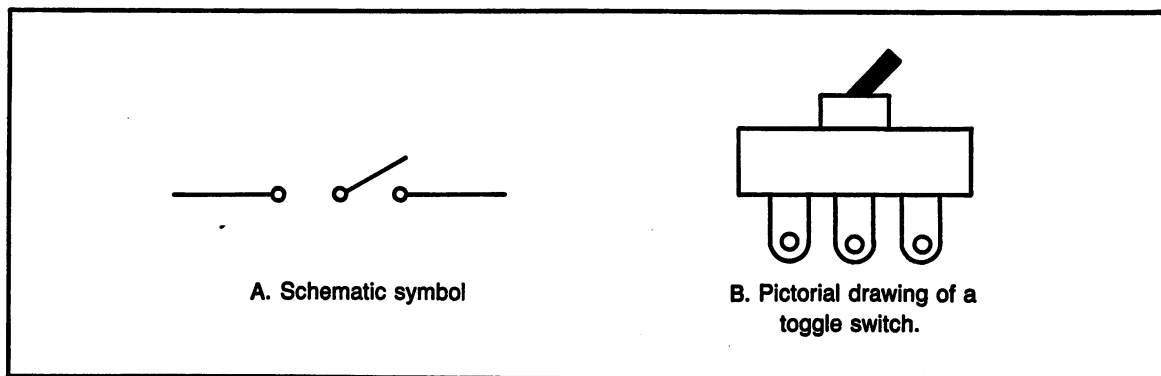 A. Schematic symbol
B. Pictorial drawing of a
toggle switch.